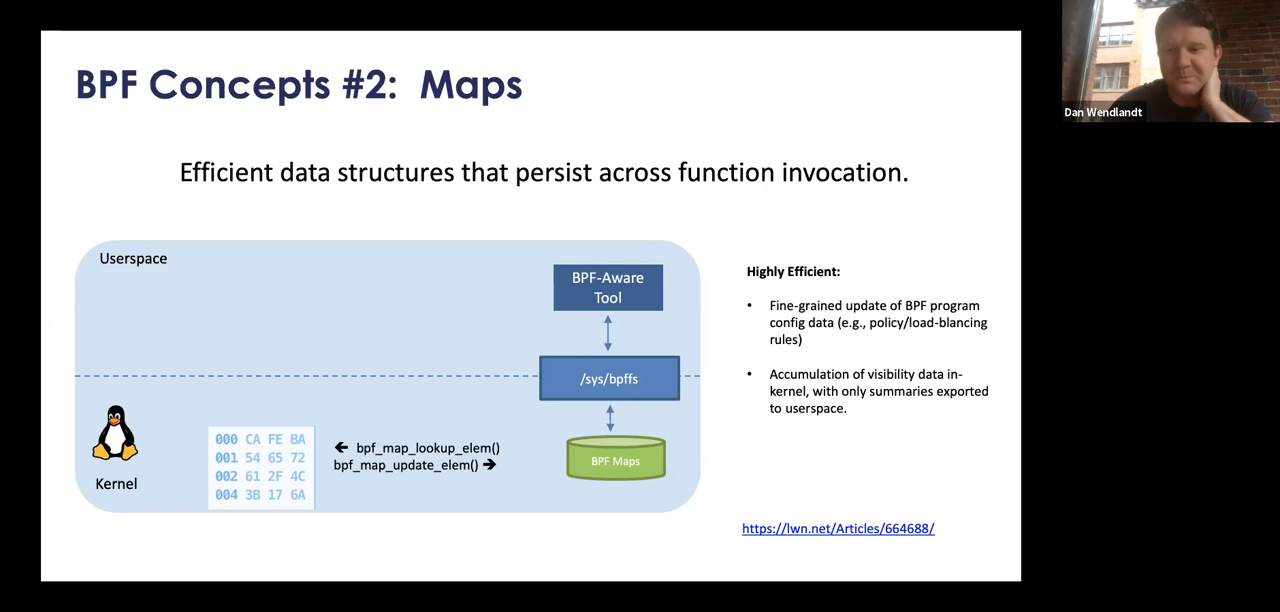 BPF Concepts #2: Maps
Dan Wendlandt
Efficient data structures that persist across function invocation.
Userspace
BPF-Aware
Tool
/sys/bpffs
BPF Maps
000 CA FE BA
001 54 65 72
002 61 2F 4C
004 3B 17 6A
← bpf_map_lookup_elem()
bpf_map_update_elem() →
Kernel
Highly Efficient:
• Fine-grained update of BPF program
config data (e.g., policy/load-blancing
rules)
• Accumulation of visibility data in-
kernel, with only summaries exported
to userspace.
https://lwn.net/Articles/664688/